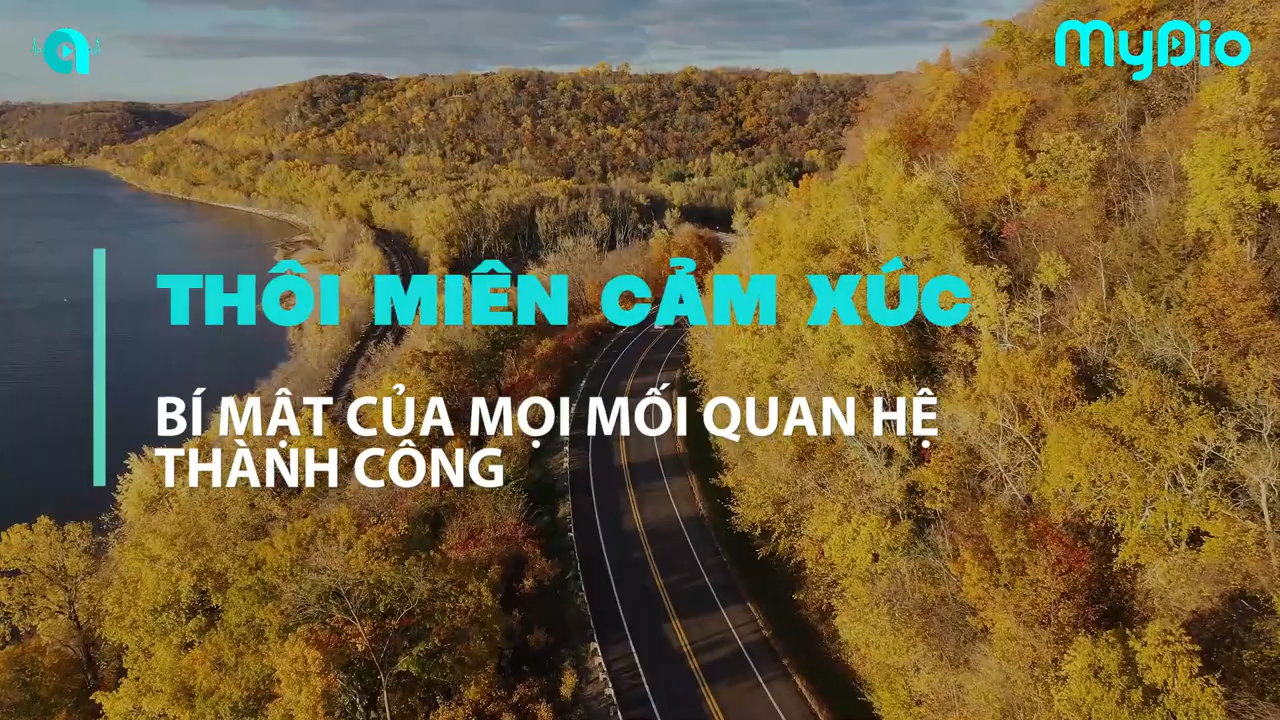 MyDio
THÔI MIÊN CẢM XÚC
BÍ MẬT CỦA MỌI MỐI QUAN HỆ
THÀNH CÔNG